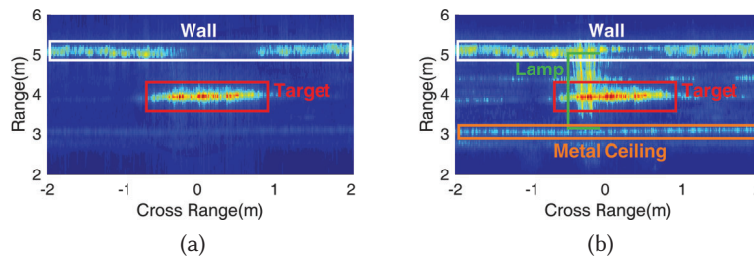 Wall
6
5
4
3
2
Range(m)
Target
-2 -1 0 1 2
Cross Range(m)
(a)
Wall
6
5
4
3
2
Range(m)
Lamp
Target
Metal Ceiling
-2 -1 0 1 2
Cross Range(m)
(b)